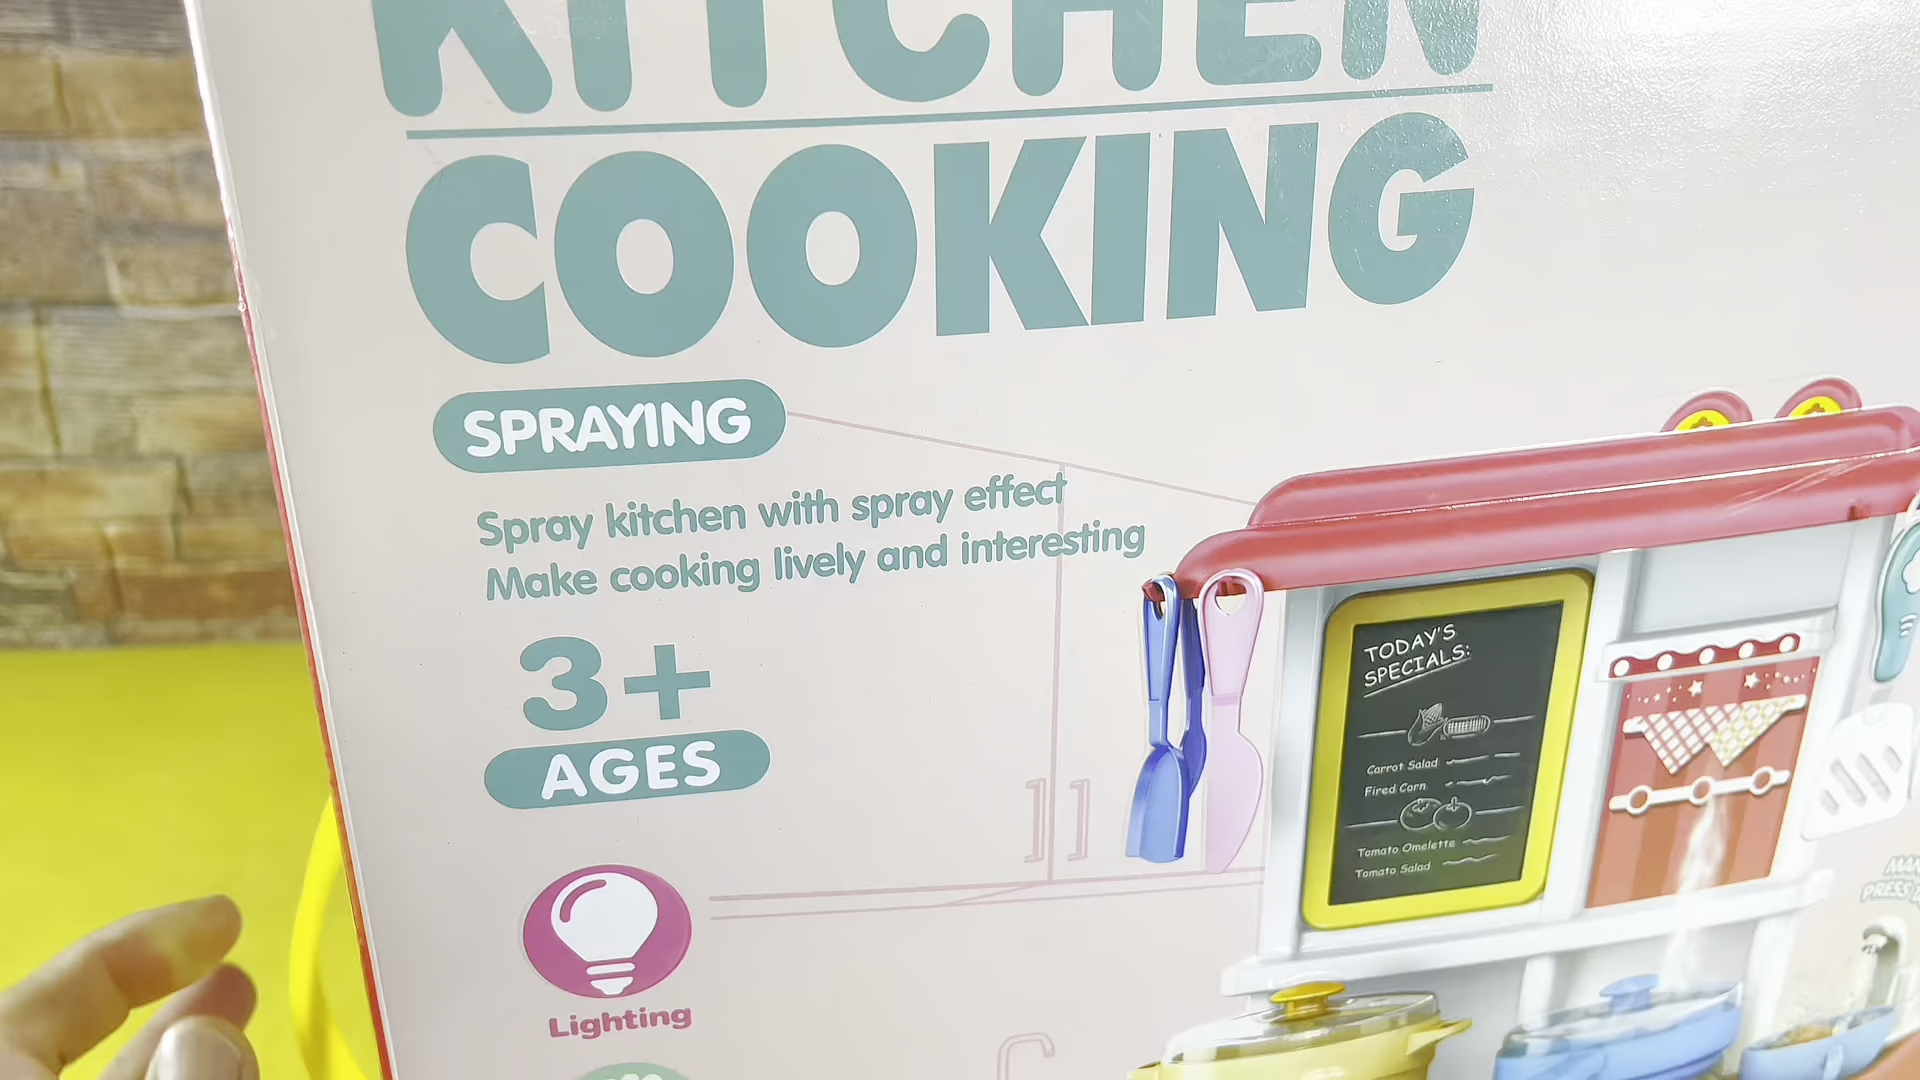 KITCHEN
COOKING
SPRAYING
Spray kitchen with spray effect
Make cooking lively and interesting
3+
AGES
Lighting
TODAY'S
SPECIALS:
Carrot Salad
Fired Corn
Tomato Omelette
Tomato Salad